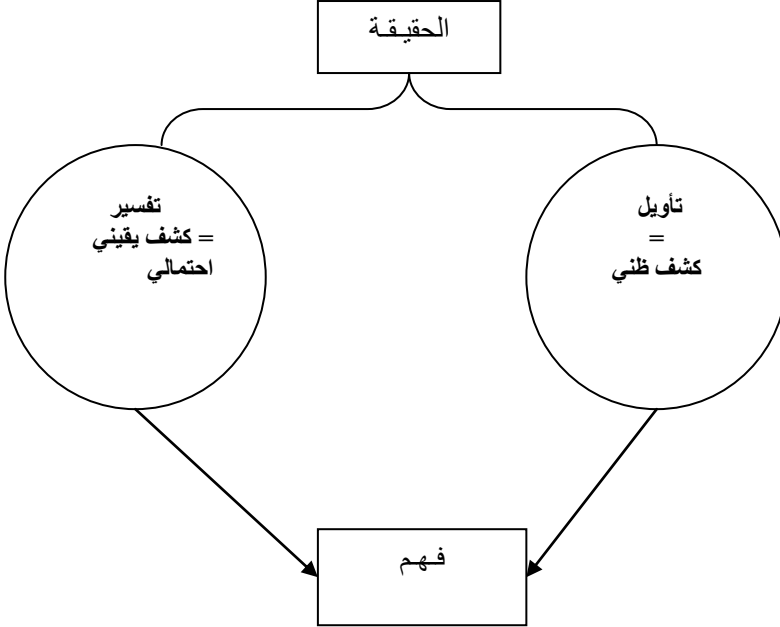 الحقيقة
تأويل
=
كشف ظني
تفسير
= كشف يقيني
احتمالي
فهم